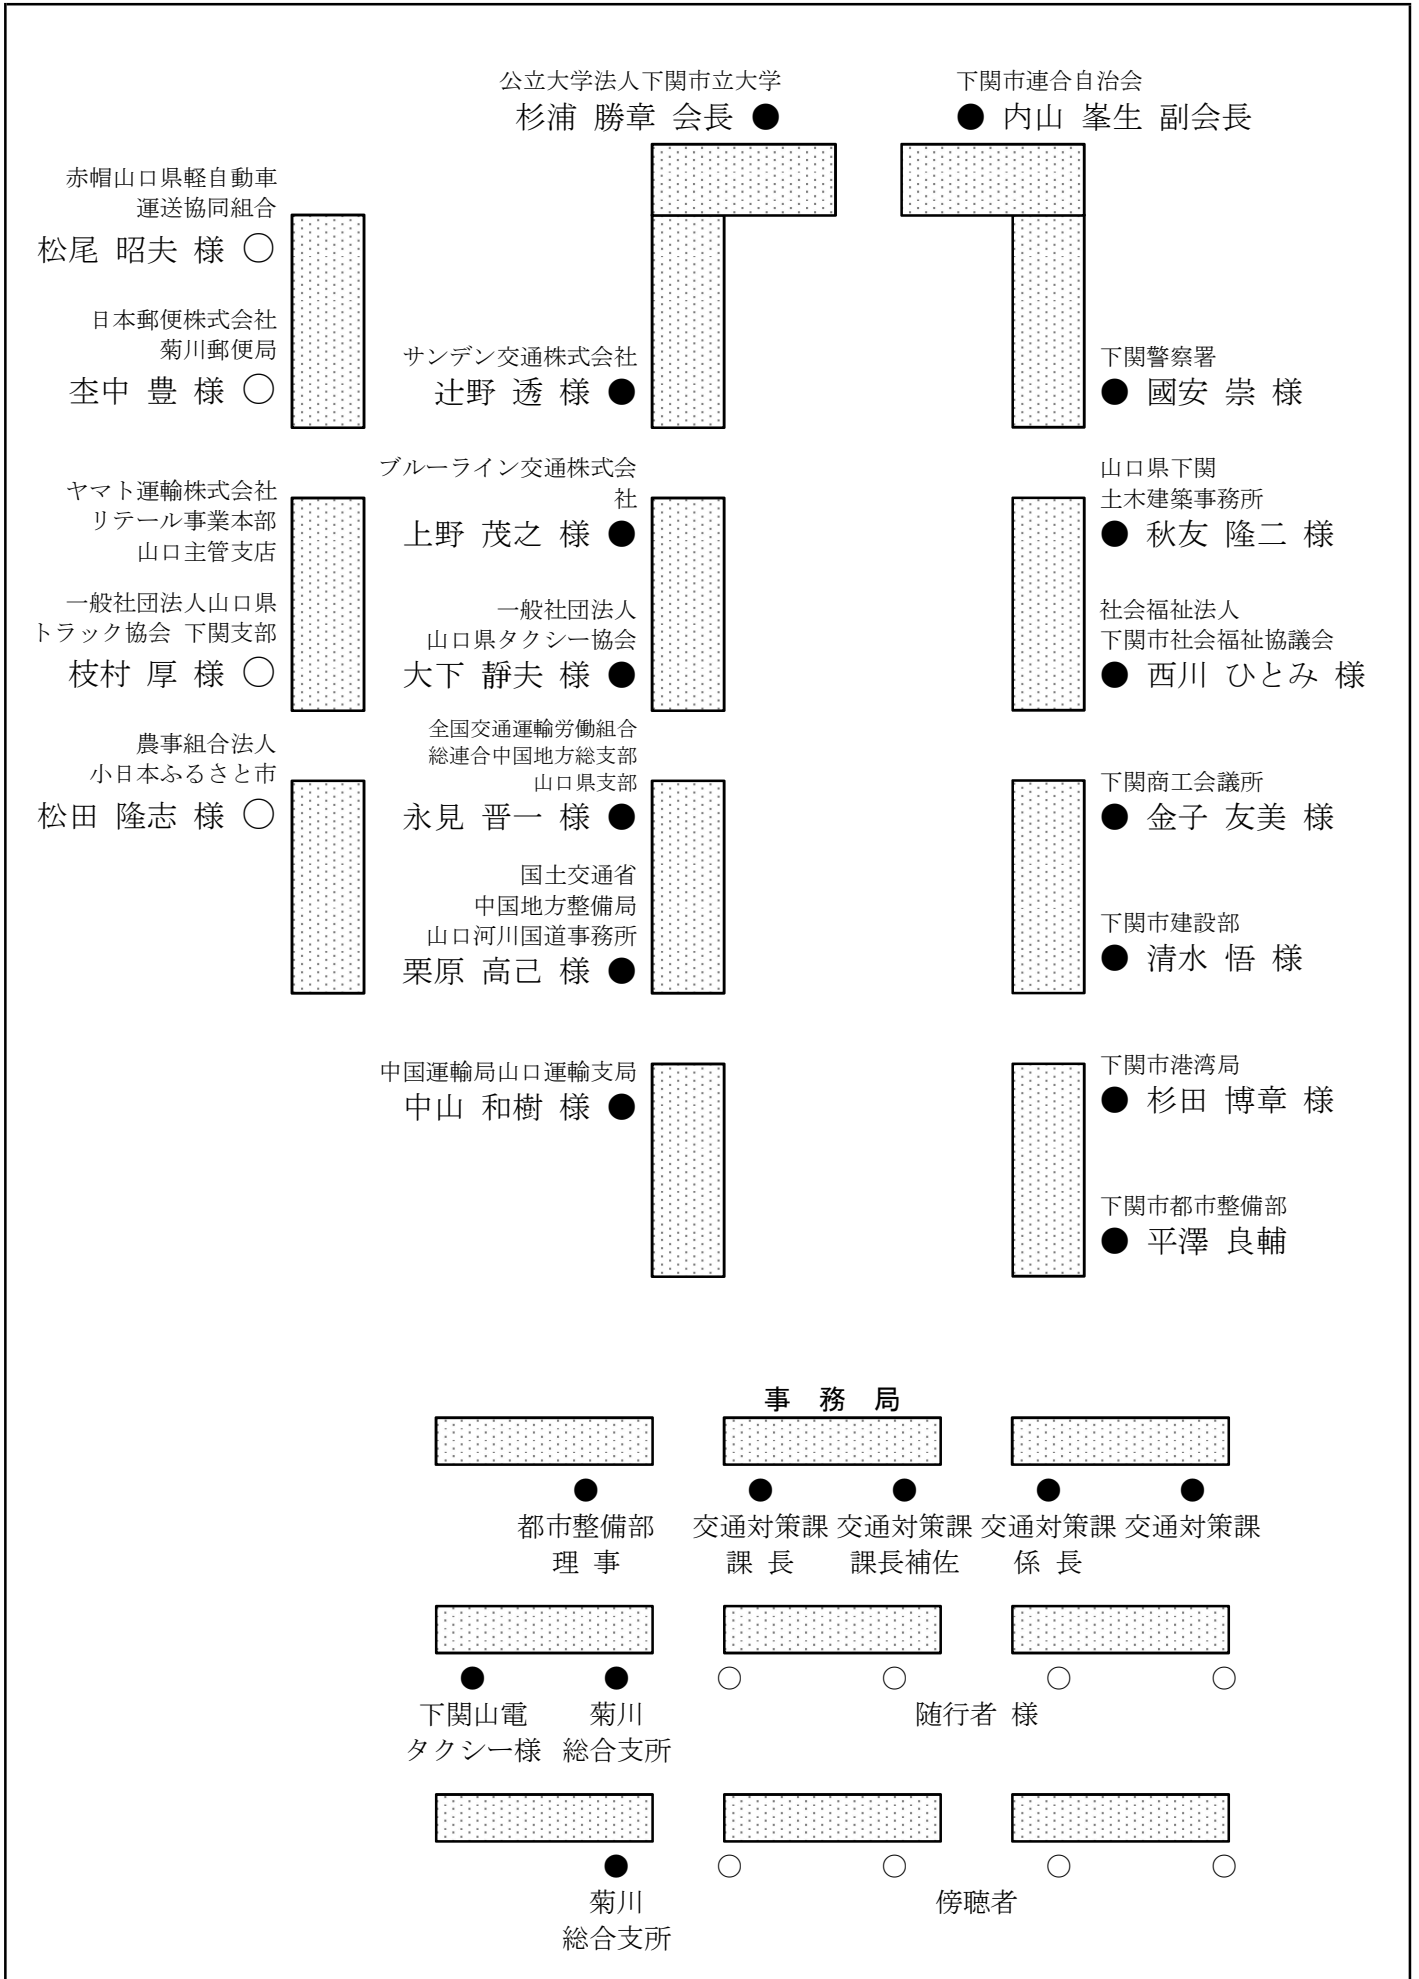 公立大学法人下関市立大学
杉浦 勝章 会長 ●
下関市連合自治会
● 内山 峯生 副会長
赤帽山口県軽自動車
運送協同組合
松尾 昭夫 様 ○
日本郵便株式会社
菊川郵便局
杢中 豊 様 ○
ヤマト運輸株式会社
リテール事業本部
山口主管支店
一般社団法人山口県
トラック協会 下関支部
枝村 厚 様 ○
農事組合法人
小日本ふるさと市
松田 隆志 様 ○
サンデン交通株式会社
辻野 透 様 ●
ブルーライン交通株式会
社
上野 茂之 様 ●
一般社団法人
山口県タクシー協会
大下 靜夫 様 ●
全国交通運輸労働組合
総連合中国地方総支部
山口県支部
永見 晋一 様 ●
国土交通省
中国地方整備局
山口河川国道事務所
栗原 高己 様 ●
中国運輸局山口運輸支局
中山 和樹 様 ●
下関警察署
● 國安 崇 様
山口県下関
土木建築事務所
● 秋友 隆二 様
社会福祉法人
下関市社会福祉協議会
● 西川 ひとみ 様
下関商工会議所
● 金子 友美 様
下関市建設部
● 清水 悟 様
下関市港湾局
● 杉田 博章 様
下関市都市整備部
● 平澤 良輔
事 務 局
● ● ● ● ●
都市整備部 交通対策課 交通対策課 交通対策課 交通対策課
理 事 課 長 課長補佐 係 長
● ● ○ ○ ○ ○
下関山電 菊川 随行者 様
タクシー様 総合支所
● ○ ○ ○ ○
菊川 傍聴者
総合支所